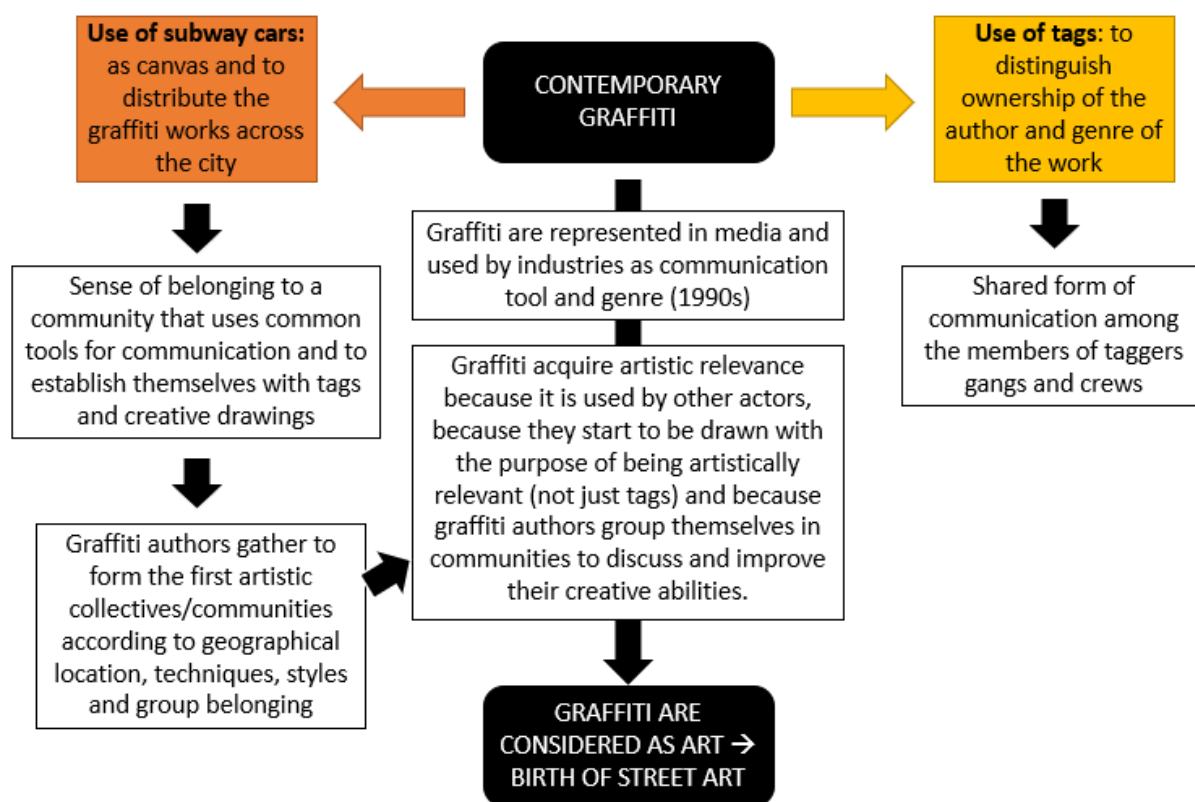 Use of subway cars:
as canvas and to
distribute the
graffiti works across
the city
CONTEMPORARY
GRAFFITI
Use of tags: to
distinguish
ownership of the
author and genre of
the work
Graffiti are represented in media and
used by industries as communication
tool and genre (1990s)
Sense of belonging to a
community that uses common
tools for communication and to
establish themselves with tags
and creative drawings
Shared form of
communication among
the members of taggers
gangs and crews
Graffiti acquire artistic relevance
because it is used by other actors,
because they start to be drawn with
the purpose of being artistically
relevant (not just tags) and because
graffiti authors group themselves in
communities to discuss and improve
their creative abilities.
Graffiti authors gather to
form the first artistic
collectives/communities
according to geographical
location, techniques, styles
and group belonging
GRAFFITI ARE
CONSIDERED AS ART →
BIRTH OF STREET ART